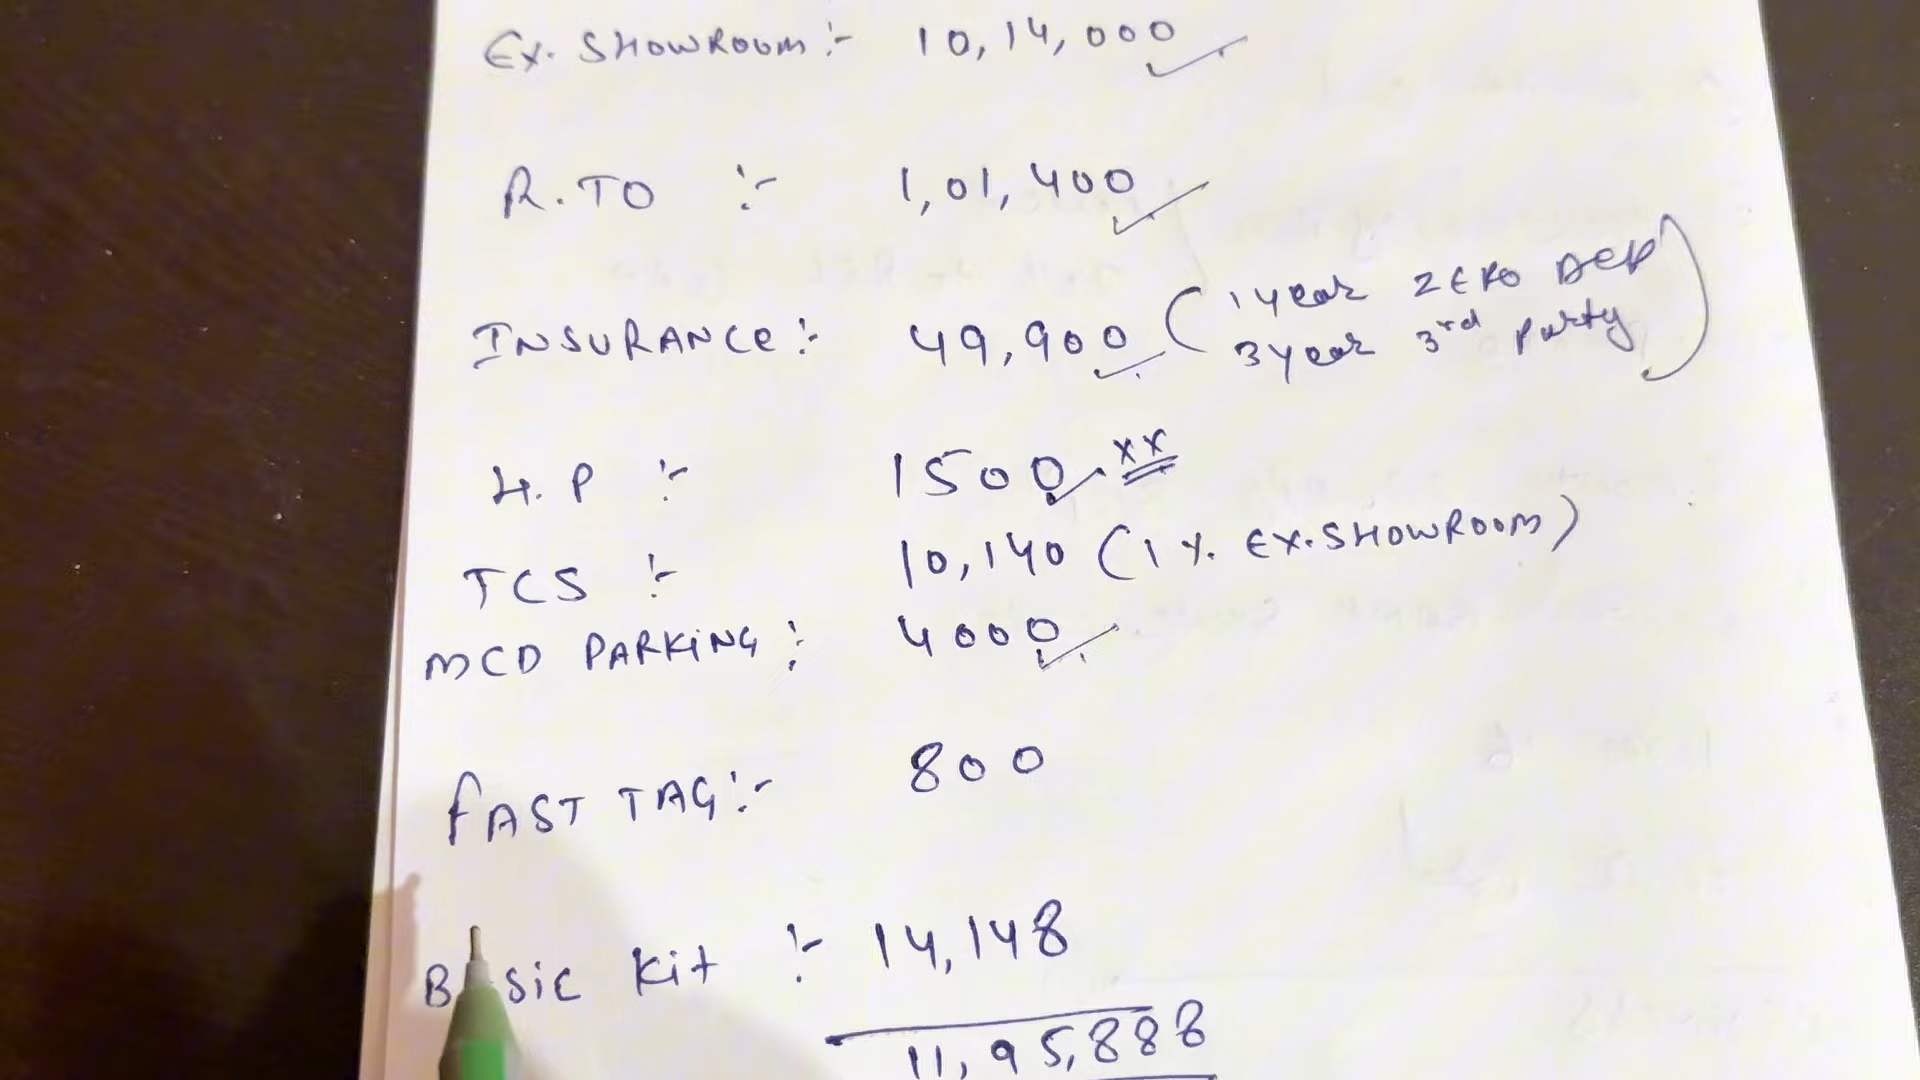 Ex. SHOWROOM :- 10,14,000
R.TO :- 1,01,400
INSURANCE :- 49,900 (1 year ZERO DEP
3 year 3rd party)
H.P :- 1500 xx
TCS :- 10,140 (1 %. EX.SHOWROOM)
MCD PARKING : 4000
FAST TAG :- 800
Basic Kit :- 14,148
11,95,888